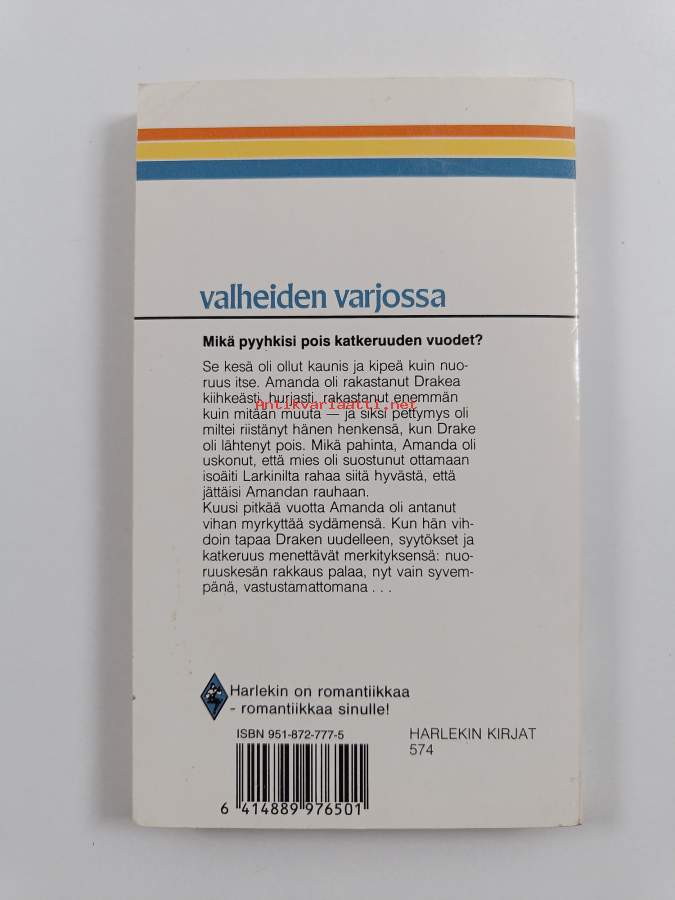 valheiden varjossa
Mikä pyyhkisi pois katkeruuden vuodet?
Se kesä oli ollut kaunis ja kipeä kuin nuo-
ruus itse. Amanda oli rakastanut Drakea
kiihkeästi, hurjasti, rakastanut enemmän
Antikvariaatti.net
kuin mitään muuta — ja siksi pettymys oli
miltei riistänyt hänen henkensä, kun Drake
oli lähtenyt pois. Mikä pahinta, Amanda oli
uskonut, että mies oli suostunut ottamaan
isoäiti Larkinilta rahaa siitä hyvästä, että
jättäisi Amandan rauhaan.
Kuusi pitkää vuotta Amanda oli antanut
vihan myrkyttää sydämensä. Kun hän vih-
doin tapaa Draken uudelleen, syytökset ja
katkeruus menettävät merkityksensä: nuo-
ruuskesän rakkaus palaa, nyt vain syvem-
pänä, vastustamattomana . . .
Harlekin on romantiikkaa
- romantiikkaa sinulle!
ISBN 951-872-777-5
HARLEKIN KIRJAT
574
6 414889 976501